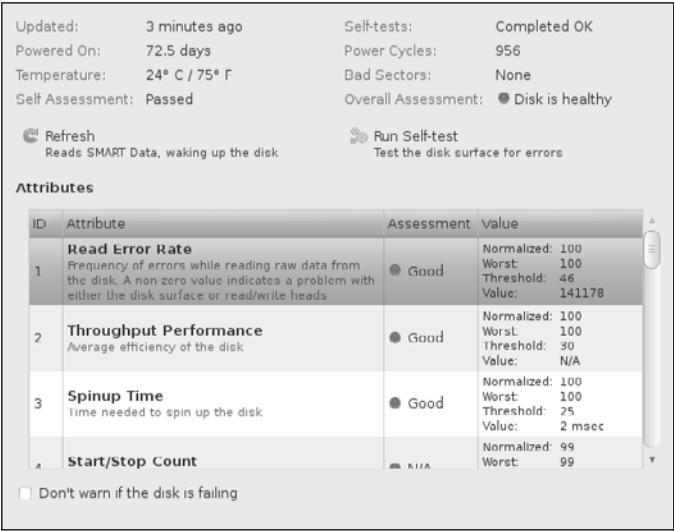 Updated: 3 minutes ago Self-tests: Completed OK
Powered On: 72.5 days Power Cycles: 956
Temperature: 24° C / 75° F Bad Sectors: None
Self Assessment: Passed Overall Assessment: Disk is healthy
Refresh Run Self-test
Reads SMART Data, waking up the disk Test the disk surface for errors
Attributes
ID Attribute Assessment Value
1
Read Error Rate
Frequency of errors while reading raw data from
the disk. A non zero value indicates a problem with
either the disk surface or read/write heads
Good
Normalized: 100
Worst: 100
Threshold: 46
Value: 141178
2
Throughput Performance
Average efficiency of the disk
Good
Normalized: 100
Worst: 100
Threshold: 30
Value: N/A
3
Spinup Time
Time needed to spin up the disk
Good
Normalized: 100
Worst: 100
Threshold: 25
Value: 2 msec
4
Start/Stop Count
N/A
Normalized: 99
Worst: 99
Don't warn if the disk is failing